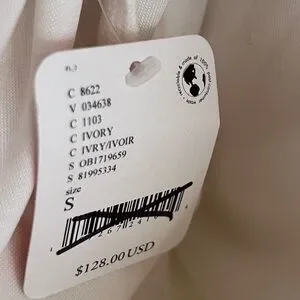 C 8622
V 034638
C 1103
C IVORY
C IVRY/IVOIR
S OB1719659
S 81995334
size
S
$128.00 USD